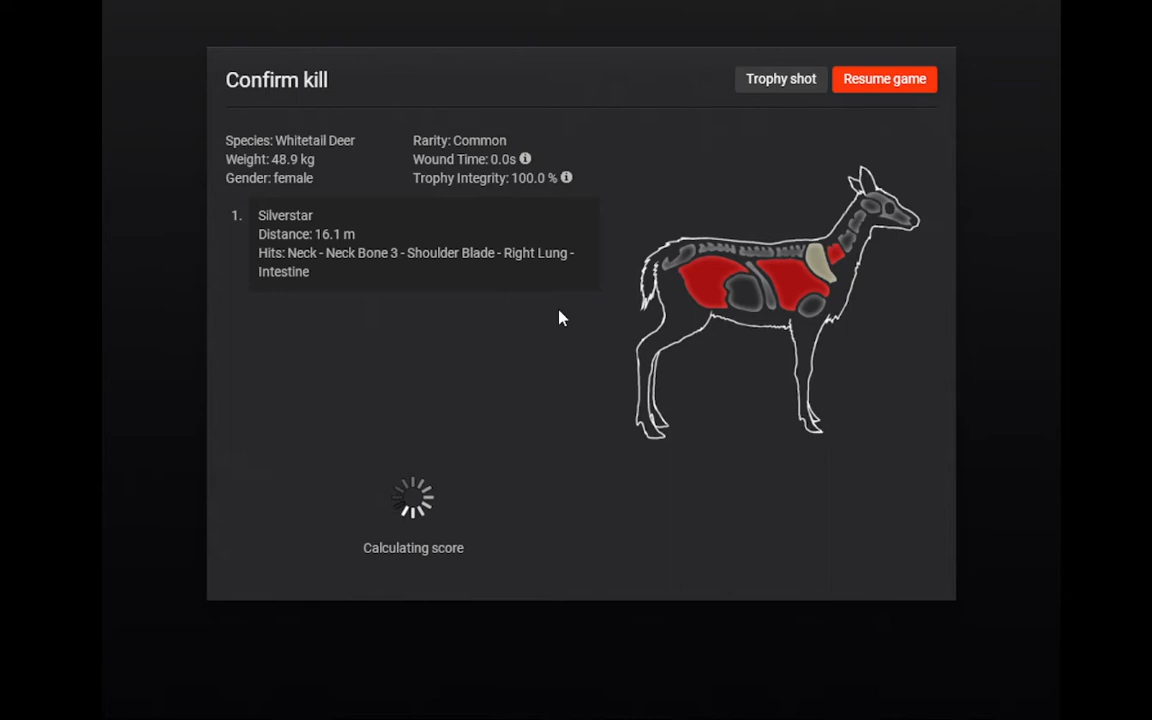 Confirm kill
Trophy shot
Resume game
Species: Whitetail Deer
Rarity: Common
Weight: 48.9 kg
Wound Time: 0.0s
Gender: female
Trophy Integrity: 100.0 %
1.
Silverstar
Distance: 16.1 m
Hits: Neck - Neck Bone 3 - Shoulder Blade - Right Lung -
Intestine
Calculating score